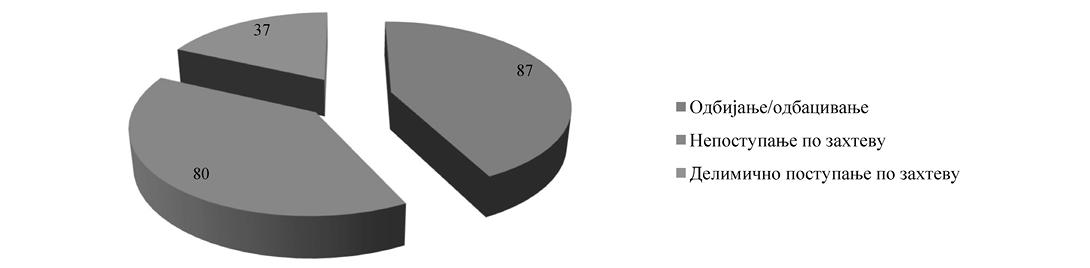 37
87
80
Одбијање/одбацивање
Непоступање по захтеву
Делимично поступање по захтеву